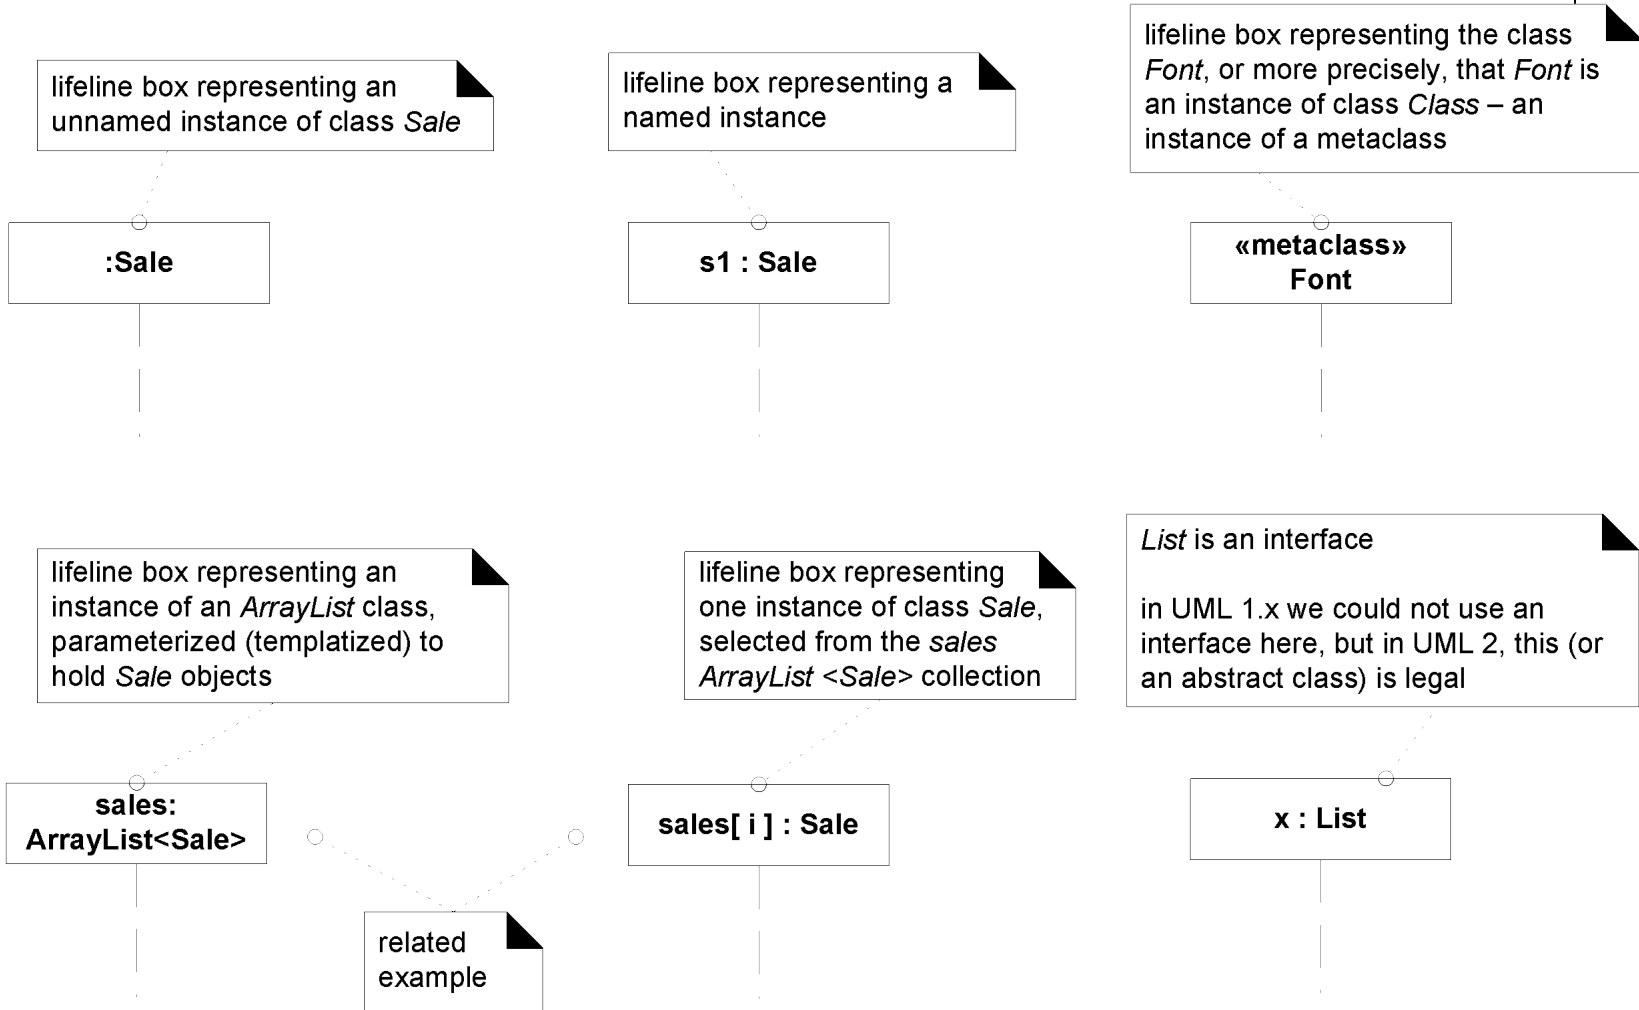 lifeline box representing an
unnamed instance of class Sale
lifeline box representing a
named instance
lifeline box representing the class
Font, or more precisely, that Font is
an instance of class Class – an
instance of a metaclass
:Sale
s1 : Sale
«metaclass»
Font
lifeline box representing an
instance of an ArrayList class,
parameterized (templatized) to
hold Sale objects
lifeline box representing
one instance of class Sale,
selected from the sales
ArrayList <Sale> collection
List is an interface
in UML 1.x we could not use an
interface here, but in UML 2, this (or
an abstract class) is legal
sales:
ArrayList<Sale>
sales[ i ] : Sale
x : List
related
example